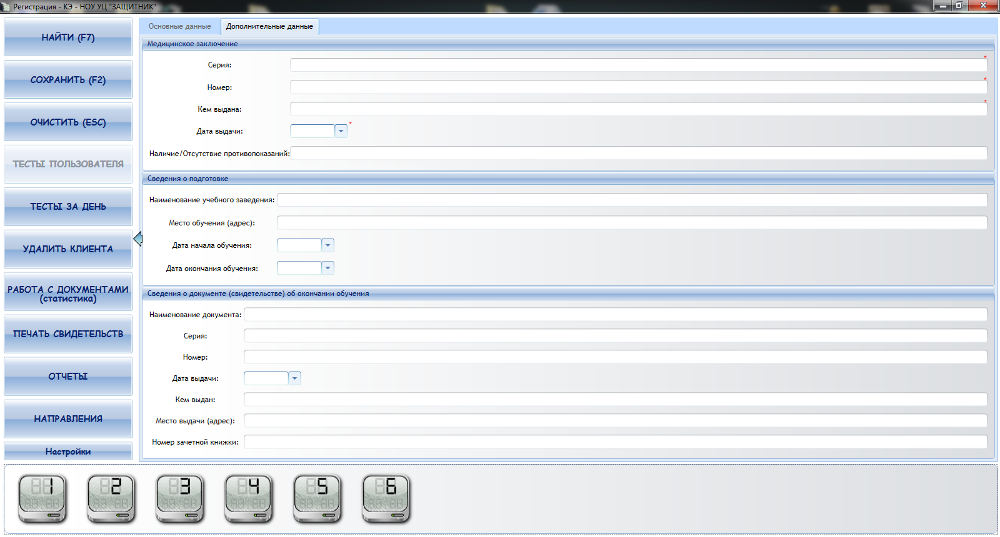 Регистрация - КЭ - НОУ УЦ "ЗАЩИТНИК"
НАЙТИ (F7)
СОХРАНИТЬ (F2)
ОЧИСТИТЬ (ESC)
ТЕСТЫ ПОЛЬЗОВАТЕЛЯ
ТЕСТЫ ЗА ДЕНЬ
УДАЛИТЬ КЛИЕНТА
РАБОТА С ДОКУМЕНТАМИ
(статистика)
ПЕЧАТЬ СВИДЕТЕЛЬСТВ
ОТЧЕТЫ
НАПРАВЛЕНИЯ
Настройки
Основные данные
Дополнительные данные
Медицинское заключение
Серия: *
Номер: *
Кем выдана: *
Дата выдачи: *
Наличие/Отсутствие противопоказаний:
Сведения о подготовке
Наименование учебного заведения:
Место обучения (адрес):
Дата начала обучения:
Дата окончания обучения:
Сведения о документе (свидетельстве) об окончании обучения
Наименование документа:
Серия:
Номер:
Дата выдачи:
Кем выдан:
Место выдачи (адрес):
Номер зачетной книжки:
1 2 3 4 5 6